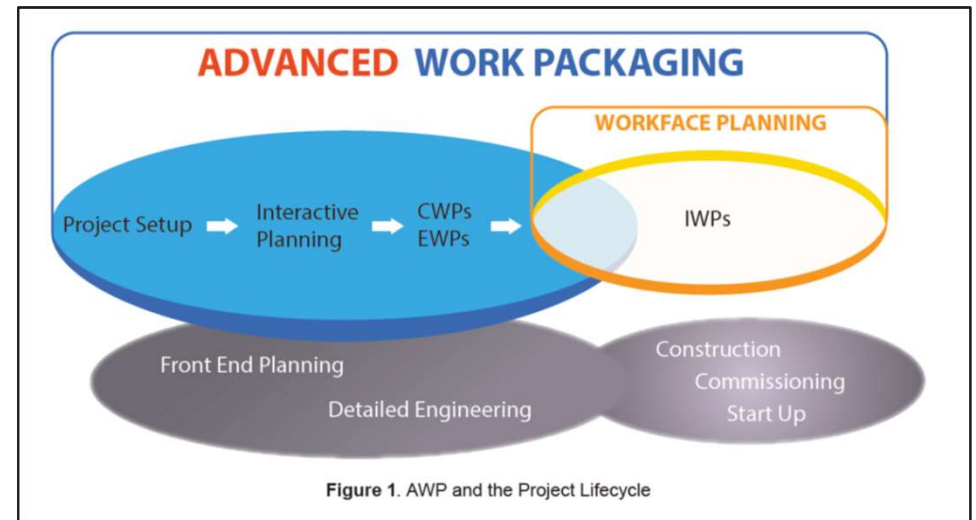 ADVANCED WORK PACKAGING
WORKFACE PLANNING
Project Setup
Interactive
Planning
CWPs
EWPs
IWPs
Front End Planning
Detailed Engineering
Construction
Commissioning
Start Up
Figure 1. AWP and the Project Lifecycle